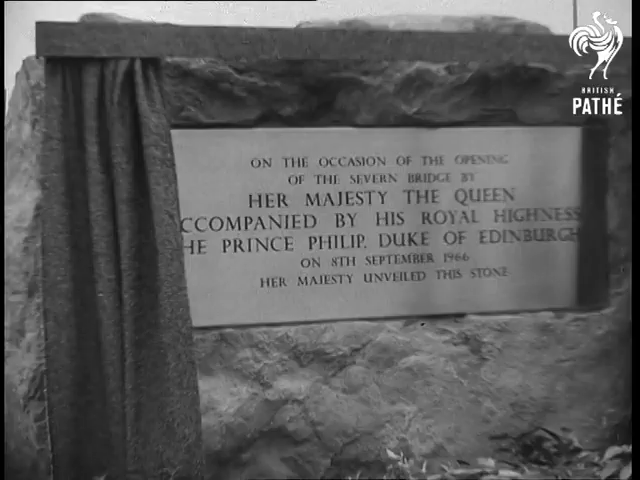 BRITISH
PATHÉ
ON THE OCCASION OF THE OPENING
OF THE SEVERN BRIDGE BY
HER MAJESTY THE QUEEN
CCOMPANIED BY HIS ROYAL HIGHNESS
HE PRINCE PHILIP, DUKE OF EDINBURGH
ON 8TH SEPTEMBER 1966
HER MAJESTY UNVEILED THIS STONE